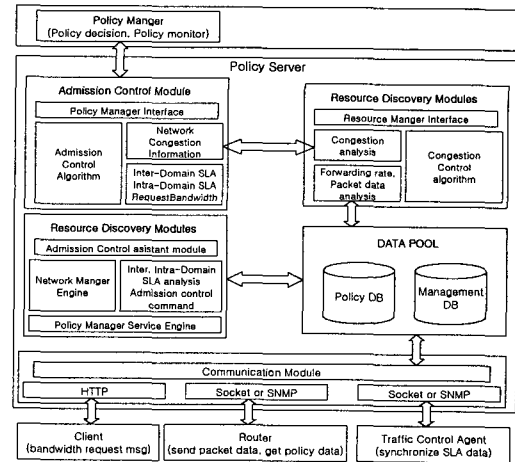 Policy Manger
(Policy decision, Policy monitor)
Policy Server
Admission Control Module
Policy Manager Interface
Admission
Control
Algorithm
Network
Congestion
Information
Inter-Domain SLA
Intra-Domain SLA
RequestBandwidth
Resource Discovery Modules
Resource Manger Interface
Congestion
analysis
Forwarding rate,
Packet data
analysis
Congestion
Control
algorithm
Resource Discovery Modules
Admission Control asistant module
Network Manger
Engine
Inter, Intra-Domain
SLA analysis
Admission control
command
Policy Manager Service Engine
DATA POOL
Policy DB
Management
DB
Communication Module
HTTP
Socket or SNMP
Socket or SNMP
Client
(bandwidth request msg)
Router
(send packet data, get policy data)
Traffic Control Agent
(synchronize SLA data)